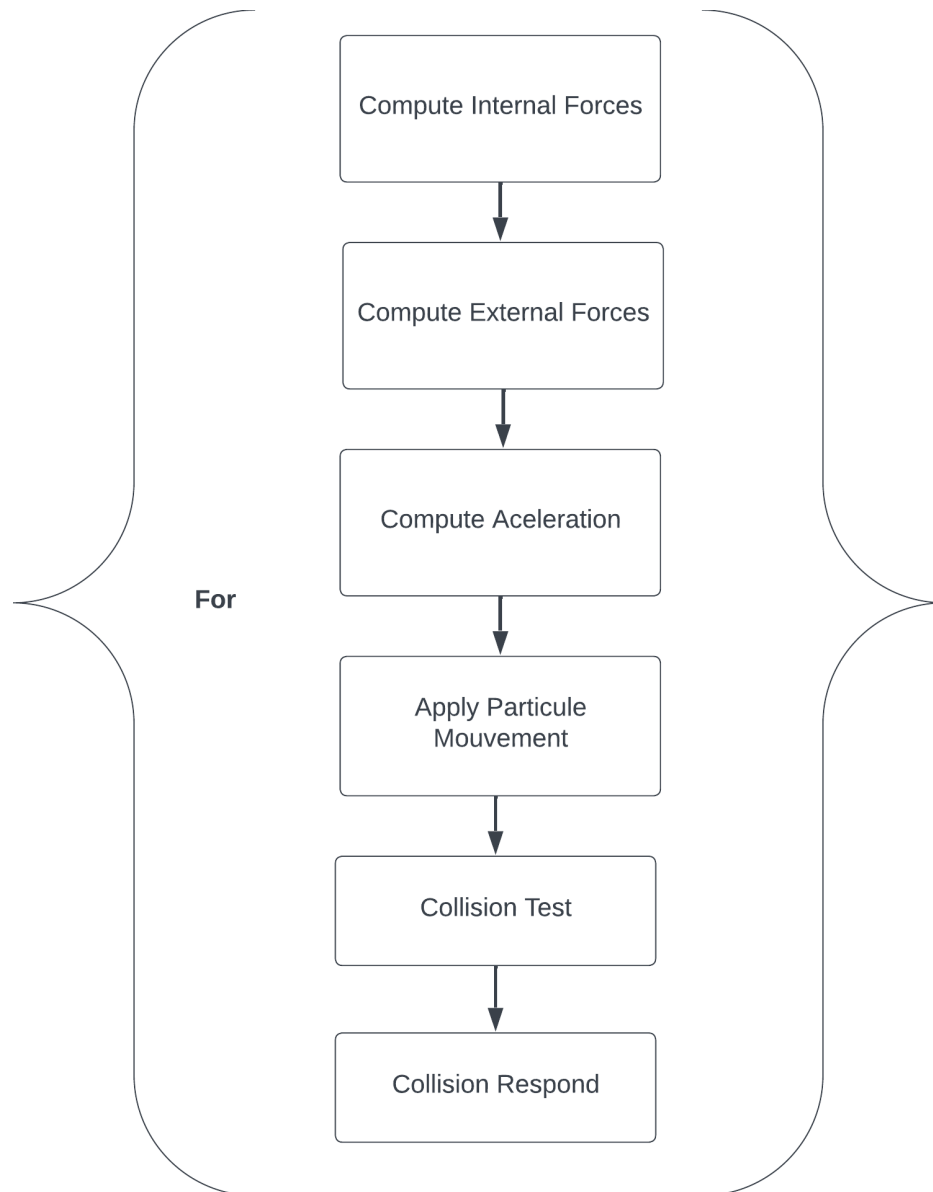 Compute Internal Forces
Compute External Forces
Compute Aceleration
For
Apply Particule
Mouvement
Collision Test
Collision Respond